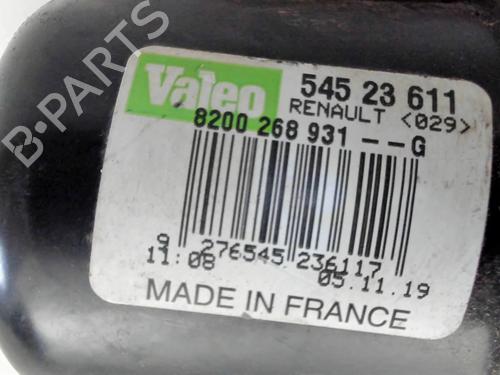 B-PARTS
Valeo
545 23 611
RENAULT <029>
8200 268 931 -- G
9 276545 236117
11:08
05.11.19
MADE IN FRANCE